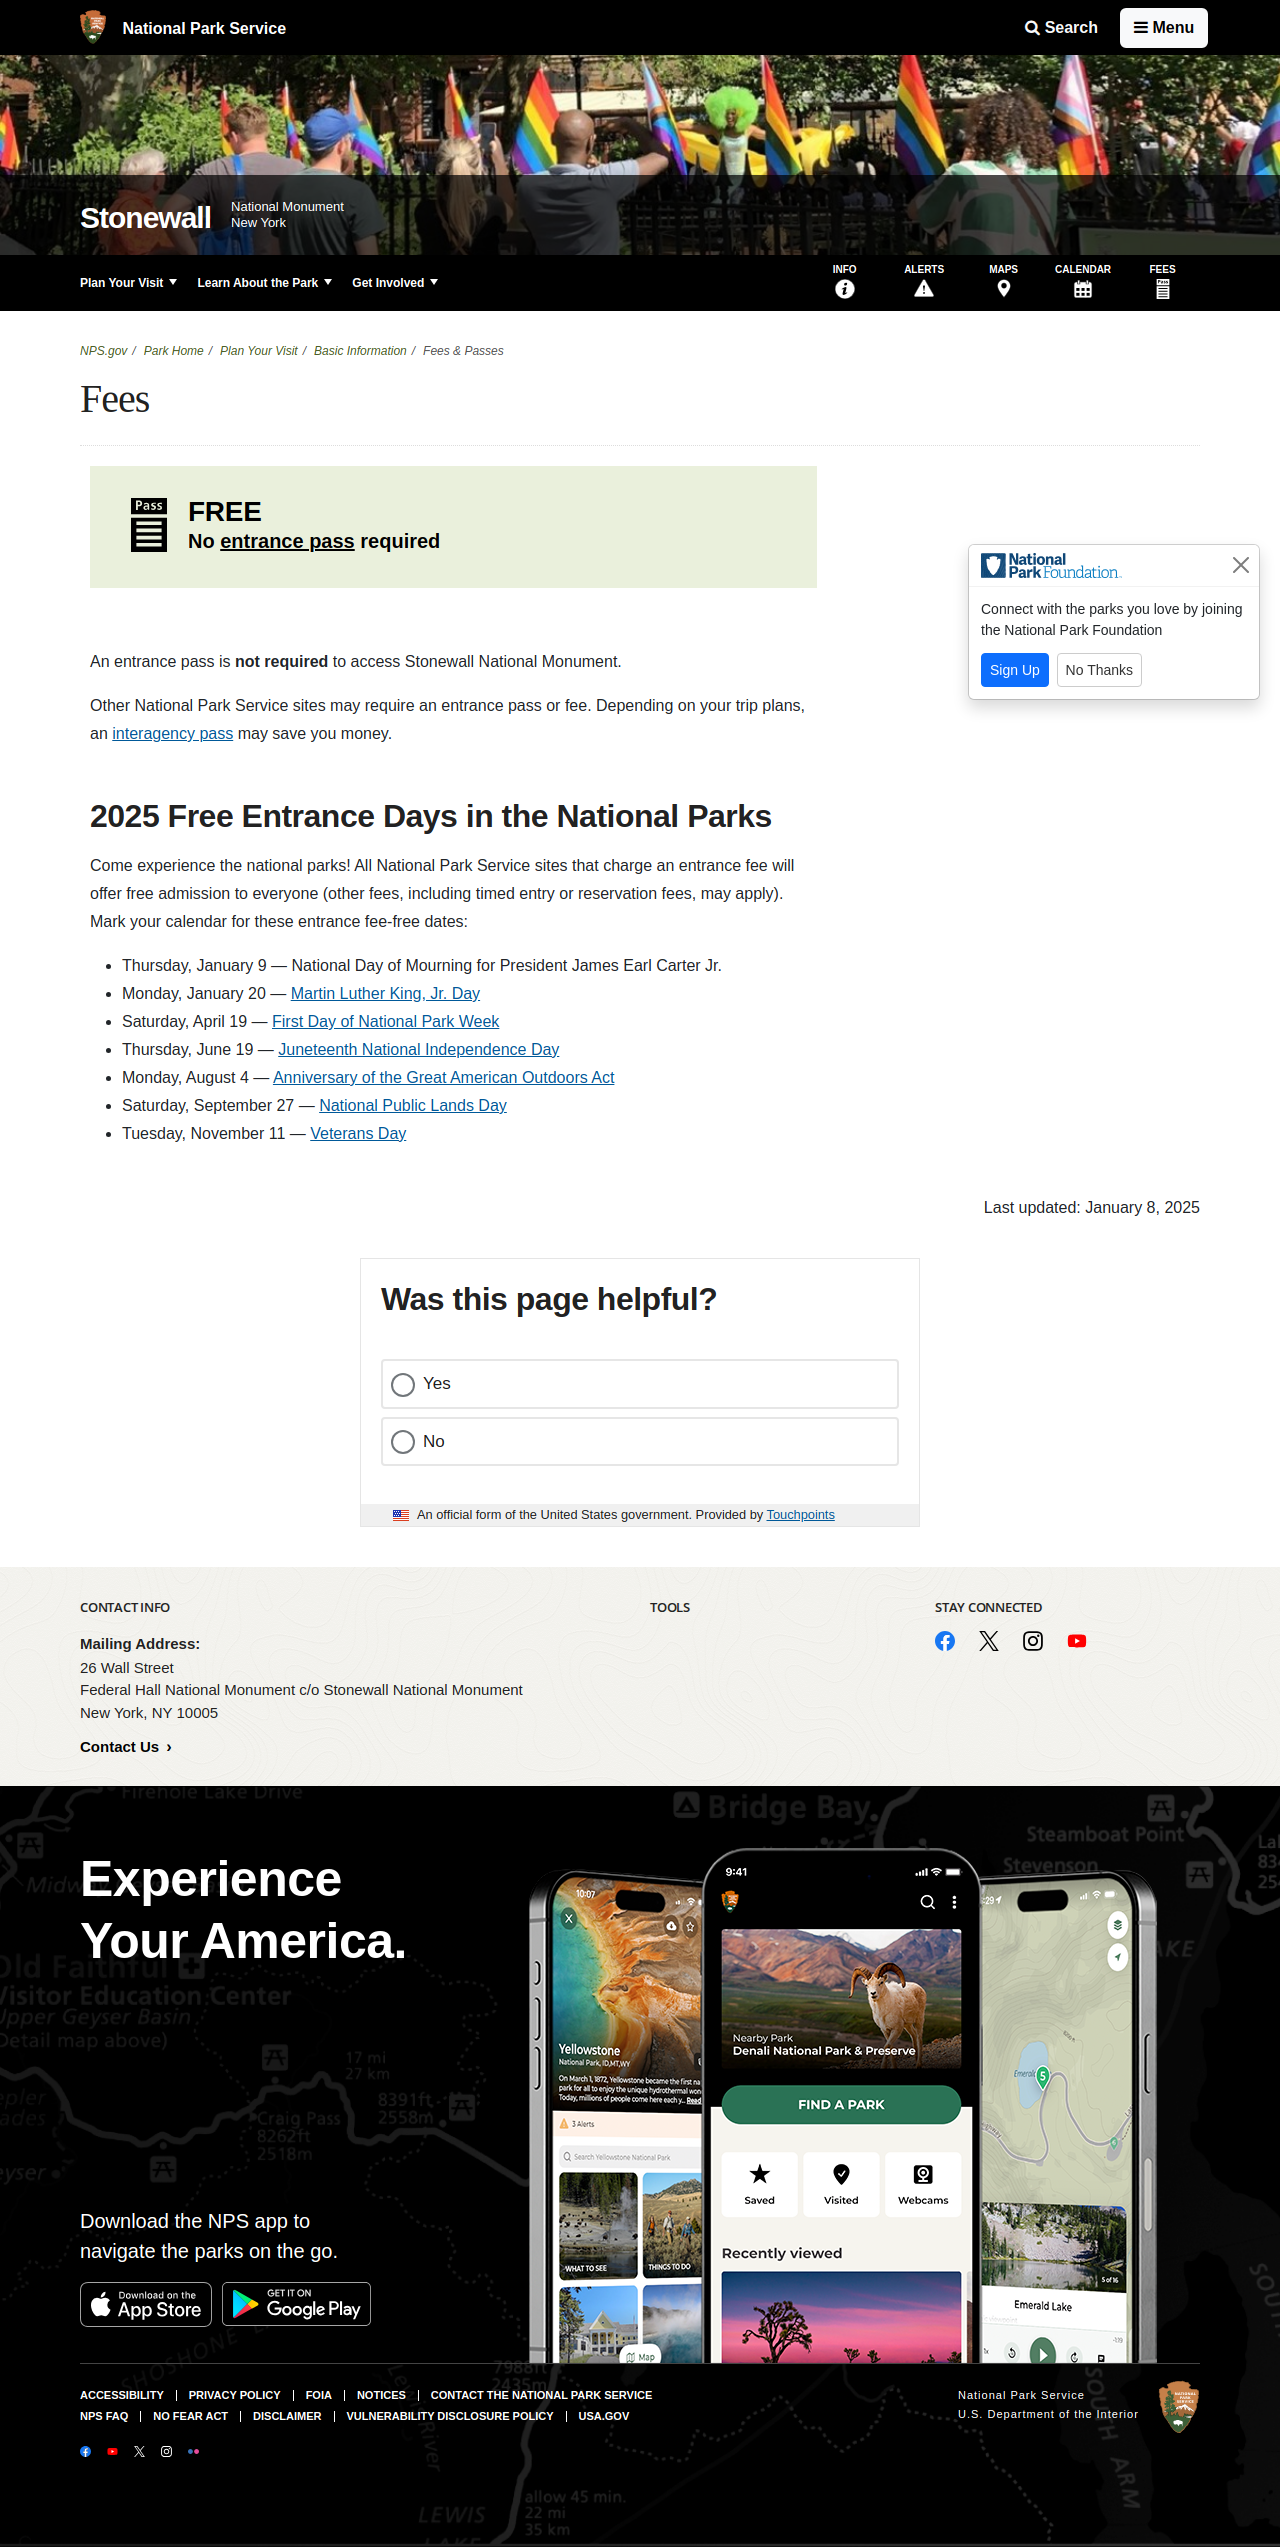 National Park Service
Search
Menu
Stonewall
National Monument
New York
Plan Your Visit
Learn About the Park
Get Involved
INFO
ALERTS
MAPS
CALENDAR
FEES
NPS.gov / Park Home / Plan Your Visit / Basic Information / Fees & Passes
Fees
Pass
FREE
No entrance pass required
National
Park Foundation
Connect with the parks you love by joining
the National Park Foundation
Sign Up
No Thanks
An entrance pass is not required to access Stonewall National Monument.
Other National Park Service sites may require an entrance pass or fee. Depending on your trip plans,
an interagency pass may save you money.
2025 Free Entrance Days in the National Parks
Come experience the national parks! All National Park Service sites that charge an entrance fee will
offer free admission to everyone (other fees, including timed entry or reservation fees, may apply).
Mark your calendar for these entrance fee-free dates:
• Thursday, January 9 — National Day of Mourning for President James Earl Carter Jr.
• Monday, January 20 — Martin Luther King, Jr. Day
• Saturday, April 19 — First Day of National Park Week
• Thursday, June 19 — Juneteenth National Independence Day
• Monday, August 4 — Anniversary of the Great American Outdoors Act
• Saturday, September 27 — National Public Lands Day
• Tuesday, November 11 — Veterans Day
Last updated: January 8, 2025
Was this page helpful?
Yes
No
An official form of the United States government. Provided by Touchpoints
CONTACT INFO
Mailing Address:
26 Wall Street
Federal Hall National Monument c/o Stonewall National Monument
New York, NY 10005
Contact Us ›
TOOLS
STAY CONNECTED
Firehole Lake Drive
Bridge Bay
Steamboat Point
Stevenson
Experience
Your America.
Old Faithful
Visitor Education Center
Upper Geyser Basin
Detail map above)
17 mi
27 km
8391ft
2558m
Craig Pass
8262ft
2518m
10:07
X
Yellowstone
National Park, ID,MT,WY
On March 1, 1872, Yellowstone became the first na
park for all to enjoy the unique hydrothermal won
Today, millions of people come here each y... Read
3 Alerts
Search Yellowstone National Park
WHAT TO SEE
THINGS TO DO
Map
9:41
Nearby Park
Denali National Park & Preserve
FIND A PARK
Saved
Visited
Webcams
Recently viewed
:29
5
5 of 16
Emerald Lake
Download the NPS app to
navigate the parks on the go.
Download on the
App Store
GET IT ON
Google Play
SHOSHONE
7988ft
2435m
ACCESSIBILITY
PRIVACY POLICY
FOIA
NOTICES
CONTACT THE NATIONAL PARK SERVICE
NPS FAQ
NO FEAR ACT
DISCLAIMER
VULNERABILITY DISCLOSURE POLICY
USA.GOV
National Park Service
U.S. Department of the Interior
River
SOUTH ARM
allow 45 min.
22 mi
35 km
LEWIS
LAKE